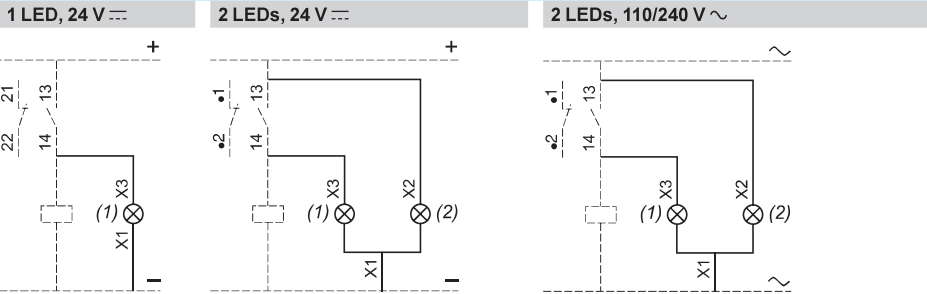 1 LED, 24 V ⎓
2 LEDs, 24 V ⎓
2 LEDs, 110/240 V ∿
+
21
13
22
14
X3
(1)
X1
−
+
•1
13
•2
14
X3
X2
(1)
(2)
X1
−
∿
•1
13
•2
14
X3
X2
(1)
(2)
X1
∿